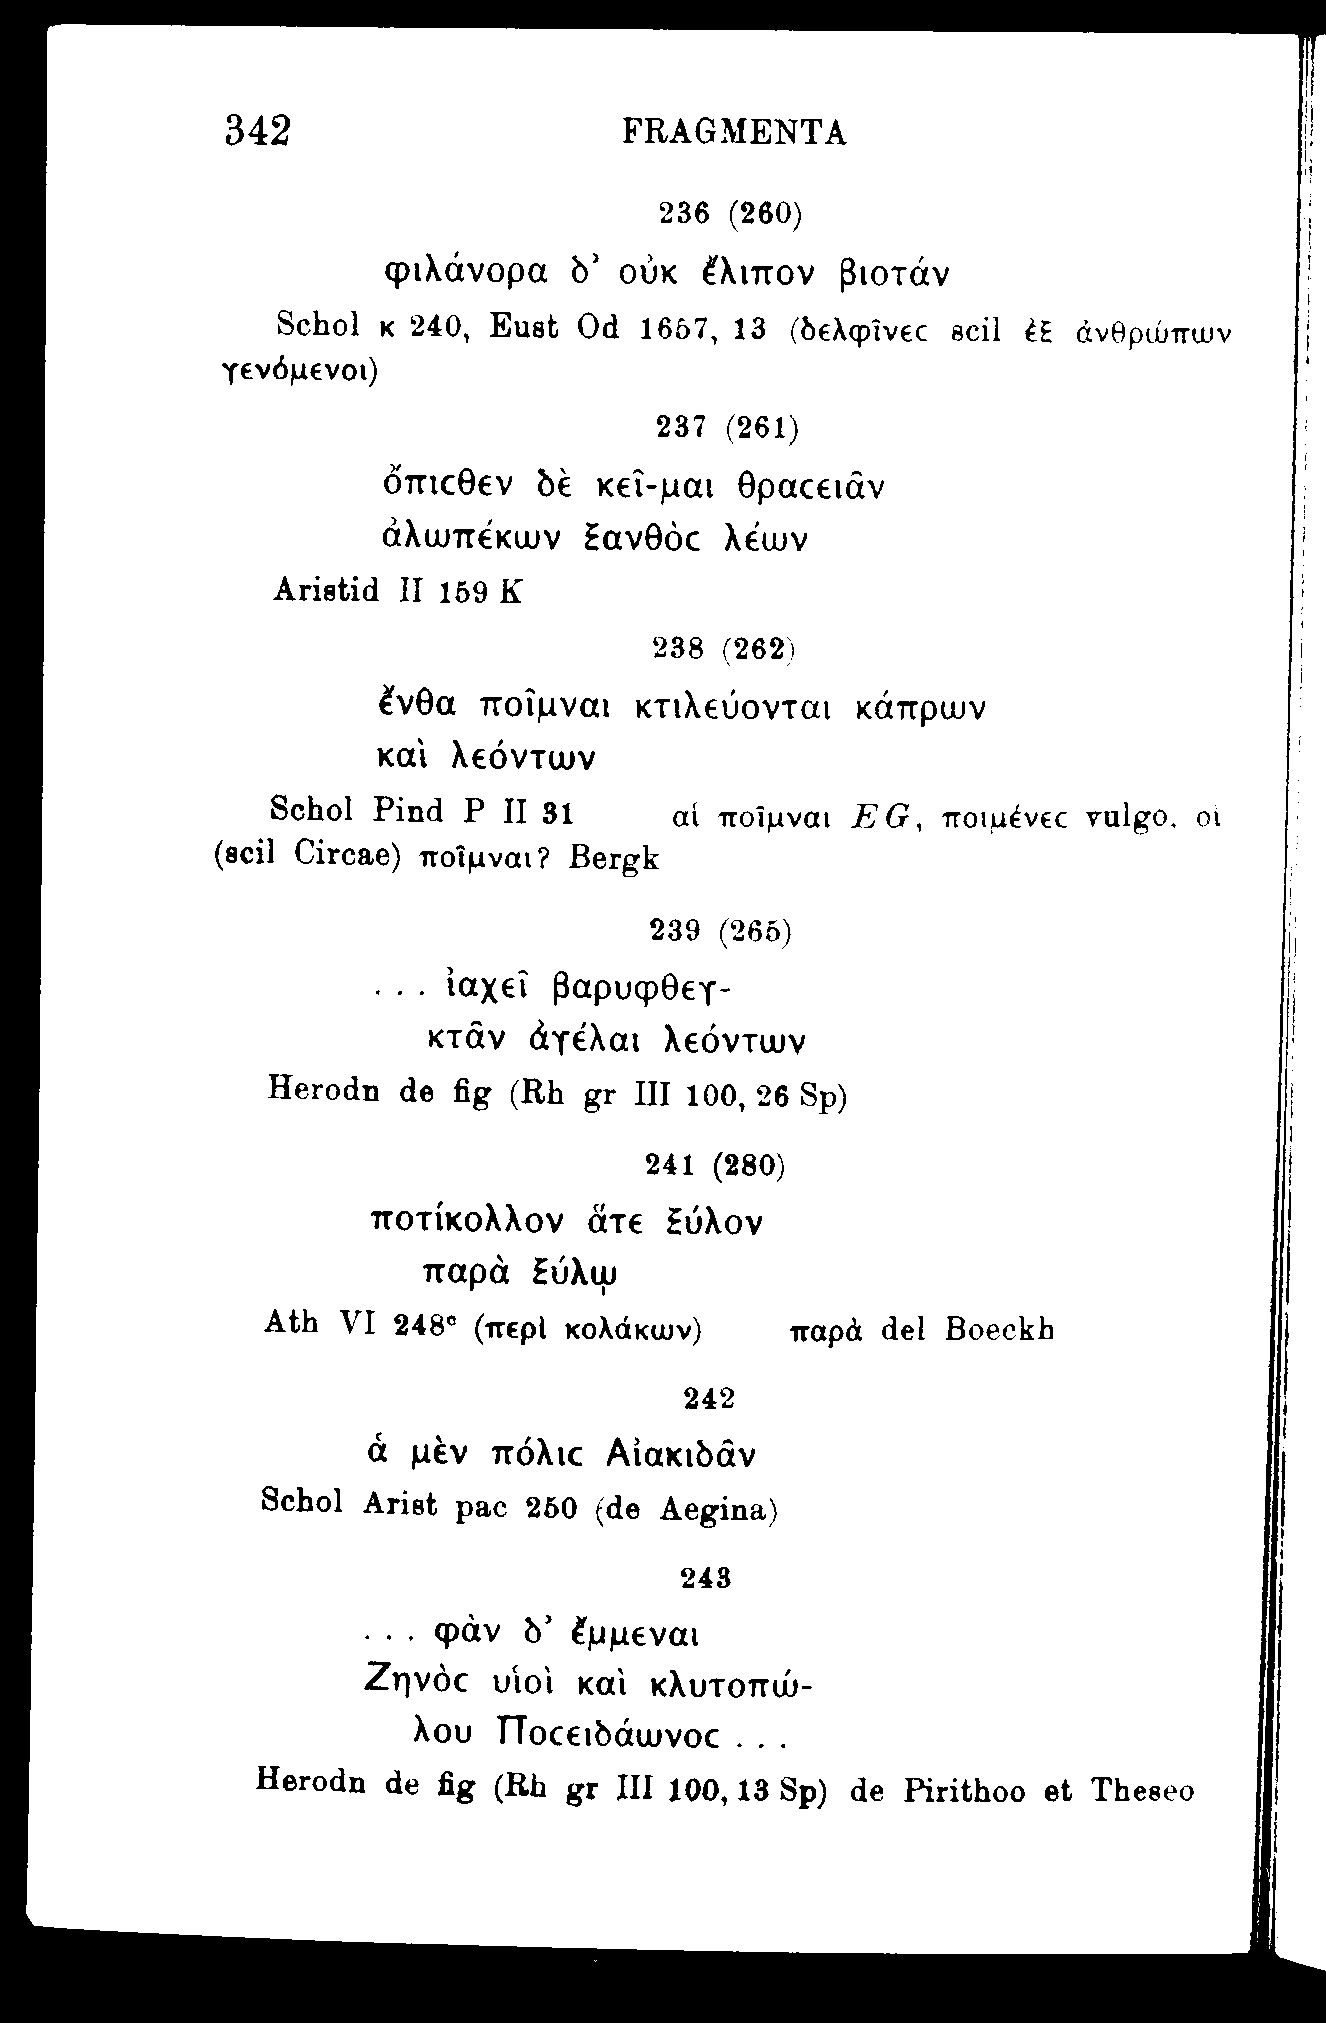 342 FRAGMENTA
236 (260)
φιλάνορα δ’ οὐκ ἔλιπον βιοτάν
Schol κ 240, Eust Od 1657, 13 (δελφῖνεϲ scil ἐξ ἀνθρώπων
γενόμενοι)
237 (261)
ὄπιϲθεν δὲ κεῖ-μαι θραϲειᾶν
ἀλωπέκων ξανθὸϲ λέων
Aristid II 159 K
238 (262)
ἔνθα ποῖμναι κτιλεύονται κάπρων
καὶ λεόντων
Schol Pind P II 31 αἱ ποῖμναι EG, ποιμένεϲ vulgo. οἱ
(scil Circae) ποῖμναι? Bergk
239 (265)
. . . ἰαχεῖ βαρυφθεγ-
κτᾶν ἀγέλαι λεόντων
Herodn de fig (Rh gr III 100, 26 Sp)
241 (280)
ποτίκολλον ἅτε ξύλον
παρὰ ξύλῳ
Ath VI 248ᶜ (περὶ κολάκων) παρὰ del Boeckh
242
ἁ μὲν πόλιϲ Αἰακιδᾶν
Schol Arist pac 250 (de Aegina)
243
. . . φὰν δ’ ἔμμεναι
Ζηνὸϲ υἱοὶ καὶ κλυτοπώ-
λου Ποϲειδάωνοϲ . . .
Herodn de fig (Rh gr III 100, 13 Sp) de Pirithoo et Theseo